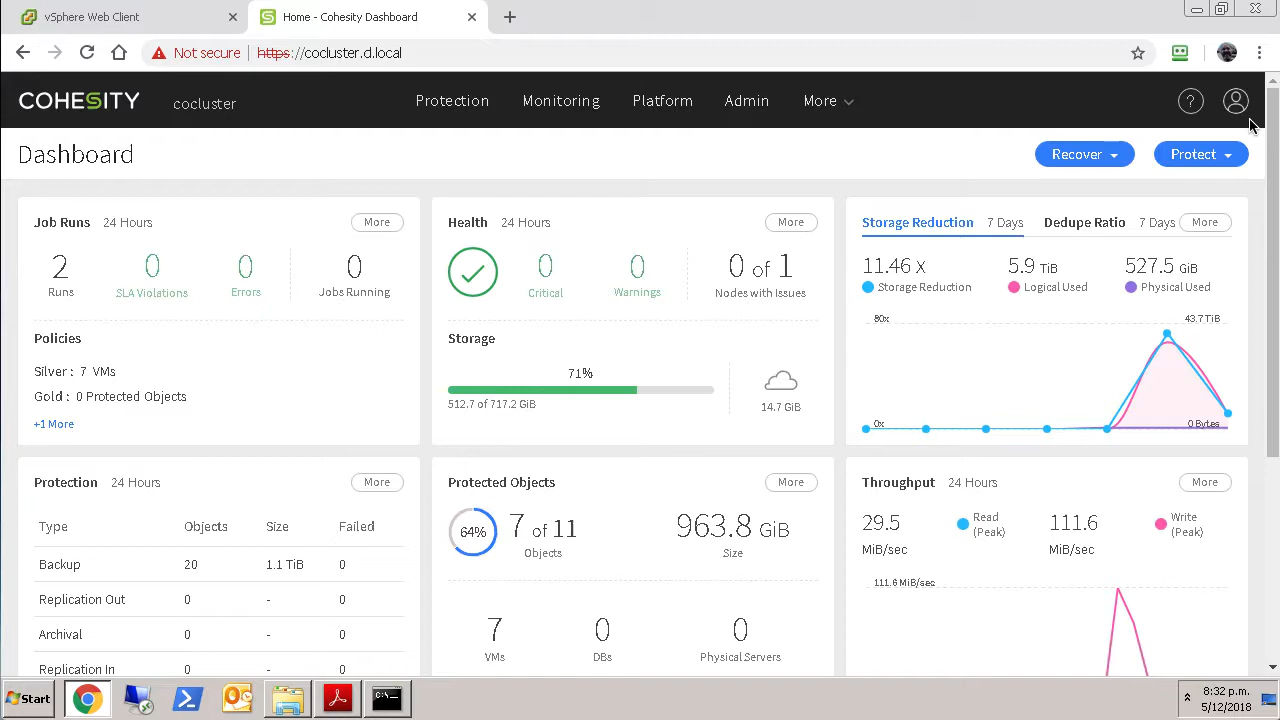 vSphere Web Client
Home - Cohesity Dashboard
Not secure
https://cocluster.d.local
COHESITY
cocluster
Protection
Monitoring
Platform
Admin
More
?
Dashboard
Recover
Protect
Job Runs 24 Hours
More
2
Runs
0
SLA Violations
0
Errors
0
Jobs Running
Policies
Silver : 7 VMs
Gold : 0 Protected Objects
+1 More
Health 24 Hours
More
0
Critical
0
Warnings
0 of 1
Nodes with Issues
Storage
71%
512.7 of 717.2 GiB
14.7 GiB
Storage Reduction 7 Days
Dedupe Ratio 7 Days
More
11.46 X
Storage Reduction
5.9 TiB
Logical Used
527.5 GiB
Physical Used
80x
43.7 TiB
0x
0 Bytes
Protection 24 Hours
More
Type Objects Size Failed
Backup 20 1.1 TiB 0
Replication Out 0 - 0
Archival 0 - 0
Replication In 0 - 0
Protected Objects
More
64%
7 of 11
Objects
963.8 GiB
Size
7
VMs
0
DBs
0
Physical Servers
Throughput 24 Hours
More
29.5
MiB/sec
Read
(Peak)
111.6
MiB/sec
Write
(Peak)
111.6 MiB/sec
Start
8:32 p.m.
5/12/2018